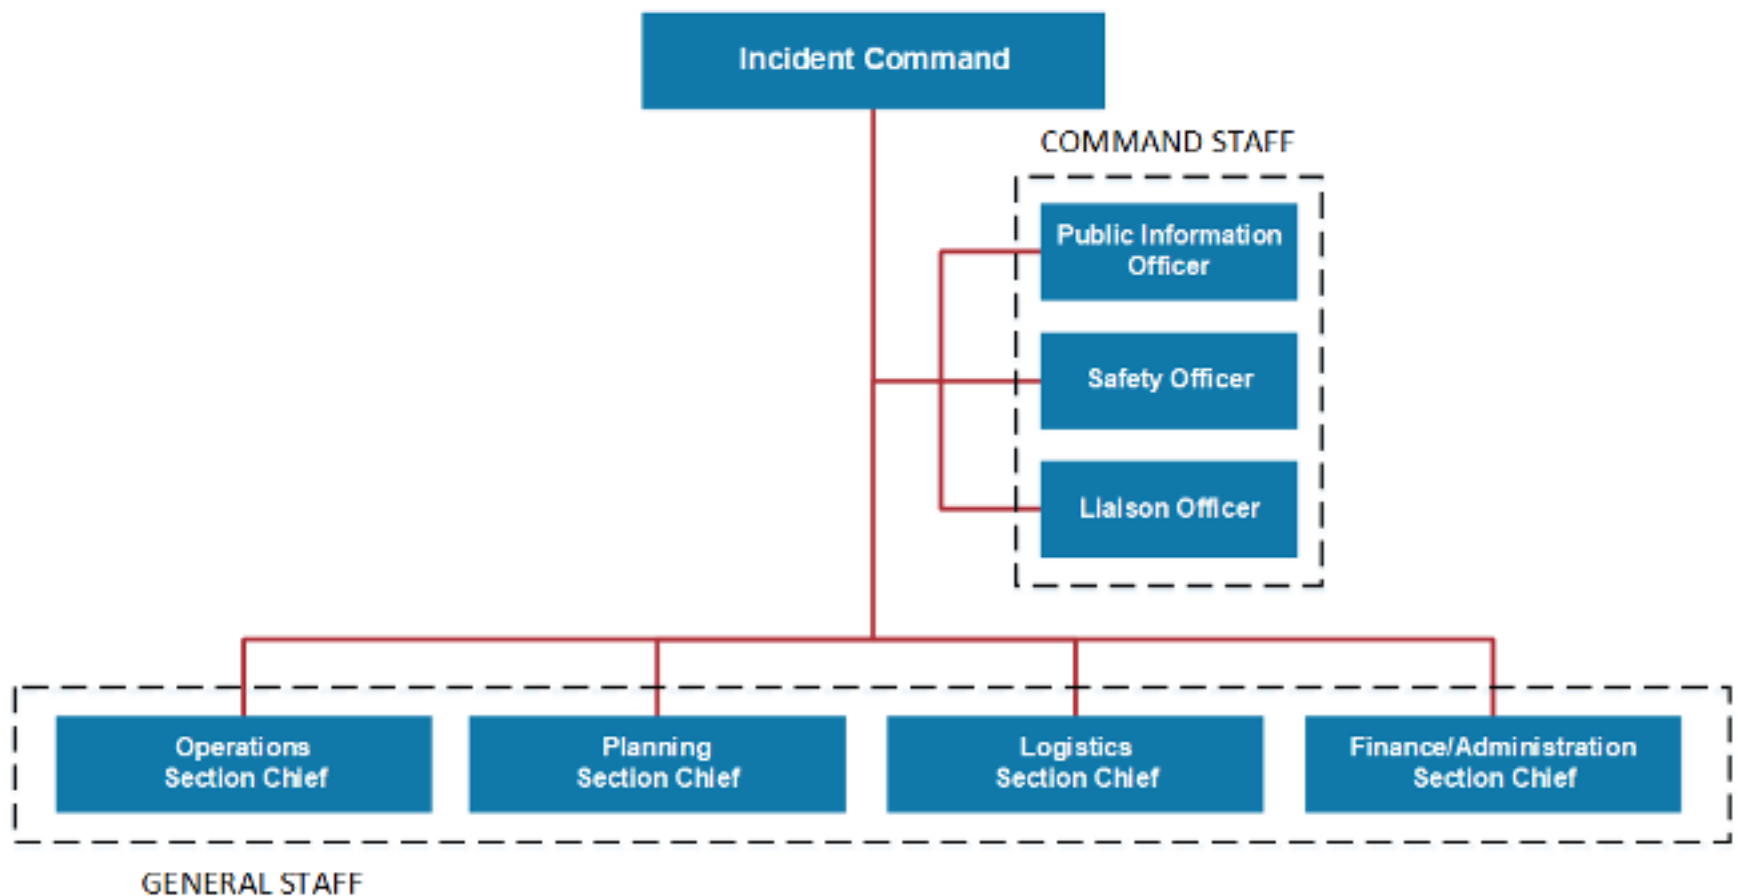 Incident Command
COMMAND STAFF
Public Information
Officer
Safety Officer
Liaison Officer
Operations
Section Chief
Planning
Section Chief
Logistics
Section Chief
Finance/Administration
Section Chief
GENERAL STAFF